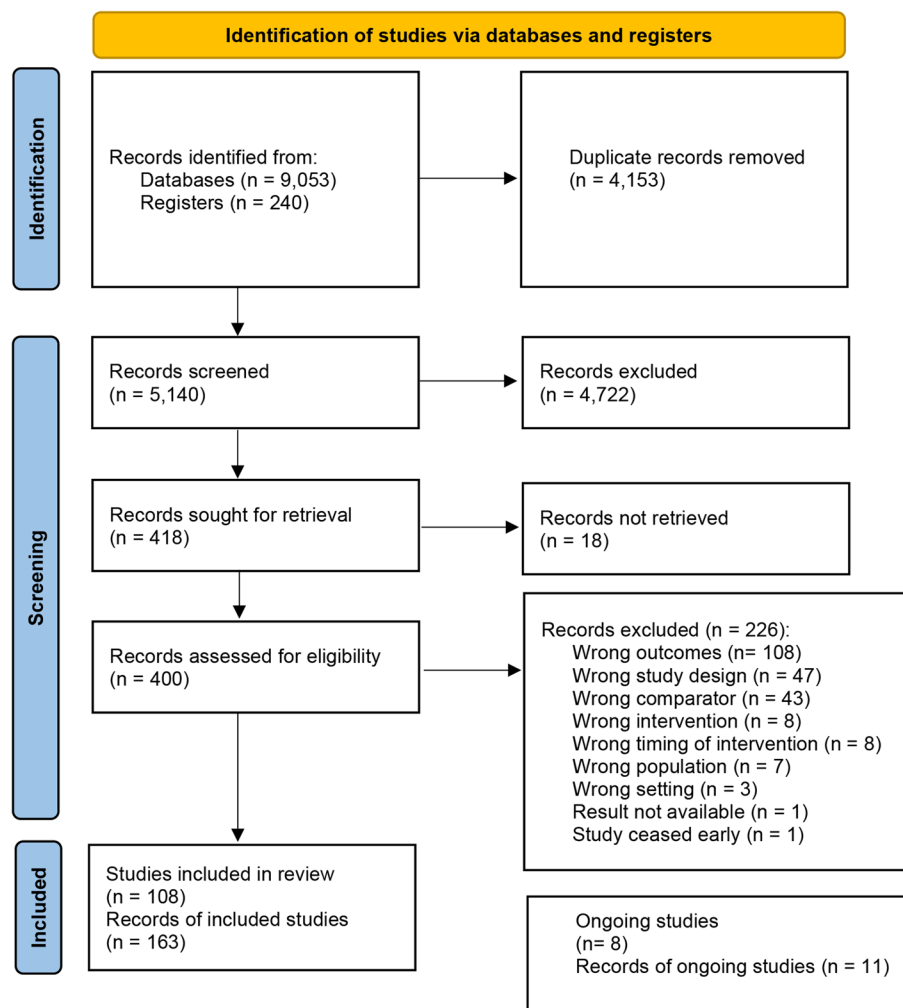 Identification of studies via databases and registers
Identification
Records identified from:
Databases (n = 9,053)
Registers (n = 240)
Duplicate records removed
(n = 4,153)
Screening
Records screened
(n = 5,140)
Records excluded
(n = 4,722)
Records sought for retrieval
(n = 418)
Records not retrieved
(n = 18)
Records assessed for eligibility
(n = 400)
Records excluded (n = 226):
Wrong outcomes (n= 108)
Wrong study design (n = 47)
Wrong comparator (n = 43)
Wrong intervention (n = 8)
Wrong timing of intervention (n = 8)
Wrong population (n = 7)
Wrong setting (n = 3)
Result not available (n = 1)
Study ceased early (n = 1)
Included
Studies included in review
(n = 108)
Records of included studies
(n = 163)
Ongoing studies
(n= 8)
Records of ongoing studies (n = 11)